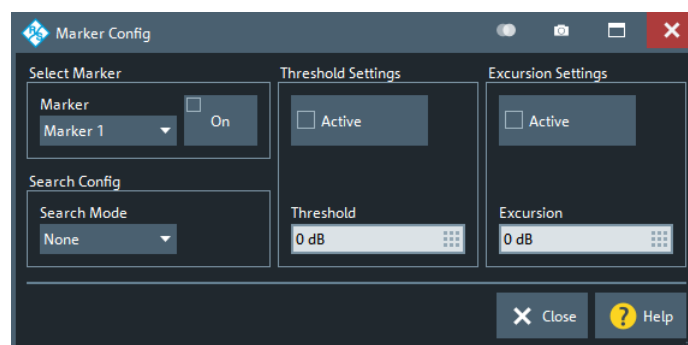 R&S
Marker Config
Select Marker
Marker
Marker 1
On
Threshold Settings
Active
Threshold
0 dB
Excursion Settings
Active
Excursion
0 dB
Search Config
Search Mode
None
Close
? Help